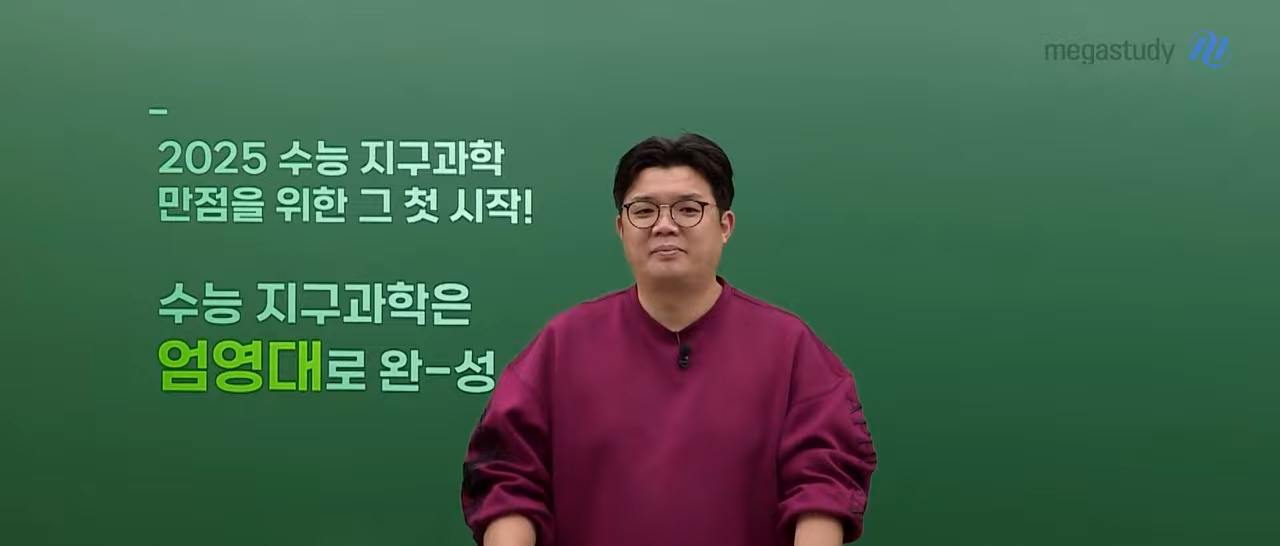 megastudy
2025 수능 지구과학
만점을 위한 그 첫 시작!
수능 지구과학은
엄영대로 완-성